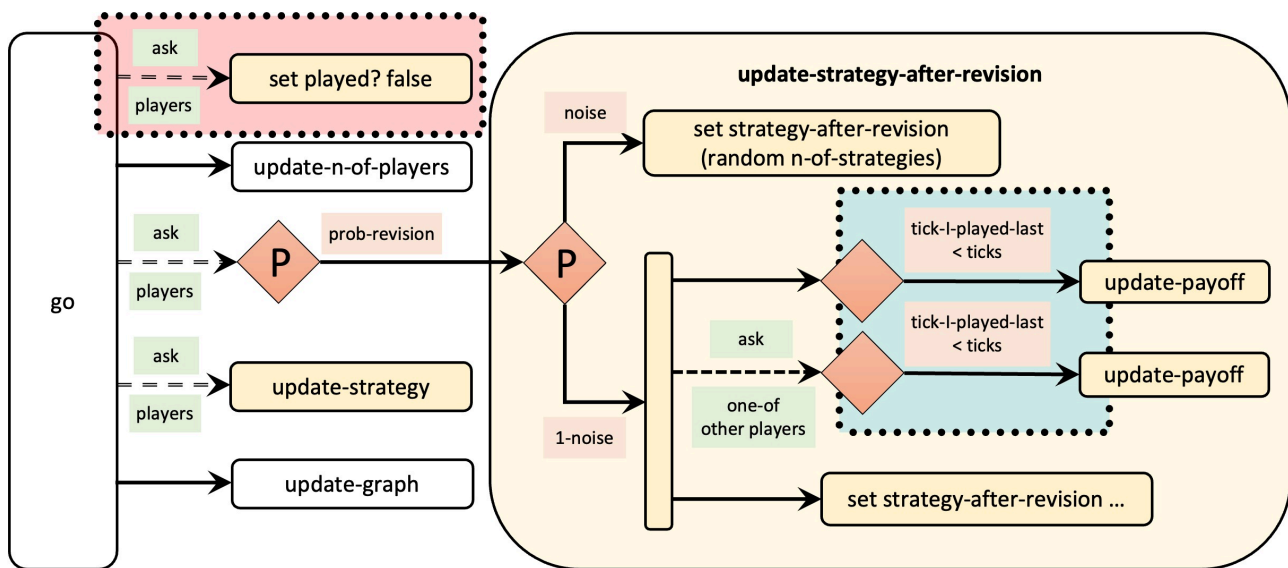 go
ask
players
set played? false
update-n-of-players
ask
players
P
prob-revision
ask
players
update-strategy
update-graph
update-strategy-after-revision
P
noise
set strategy-after-revision
(random n-of-strategies)
1-noise
tick-I-played-last
< ticks
update-payoff
ask
one-of
other players
tick-I-played-last
< ticks
update-payoff
set strategy-after-revision ...